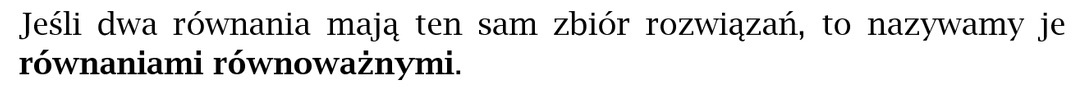 Jeśli dwa równania mają ten sam zbiór rozwiązań, to nazywamy je
równaniami równoważnymi.